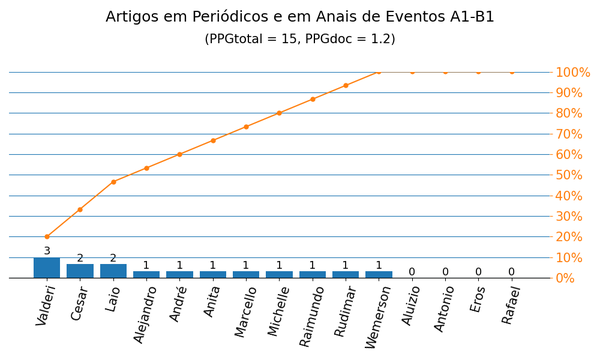 Artigos em Periódicos e em Anais de Eventos A1-B1
(PPGtotal = 15, PPGdoc = 1.2)
100%
90%
80%
70%
60%
50%
40%
30%
20%
10%
0%
3
2
2
1
1
1
1
1
1
1
1
0
0
0
0
Valderi
Cesar
Laio
Alejandro
André
Anita
Marcello
Michelle
Raimundo
Rudimar
Wemerson
Aluizio
Antonio
Eros
Rafael